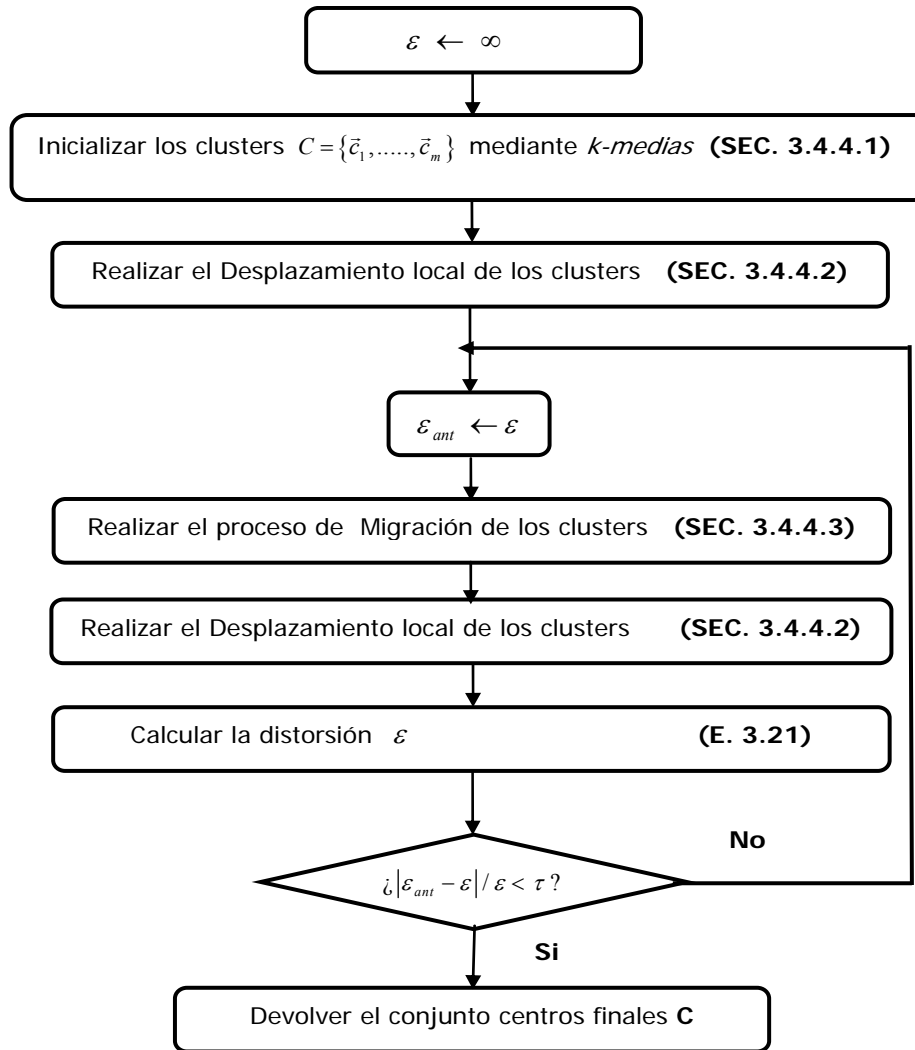 ε ← ∞
Inicializar los clusters C = {c⃗₁,.....,c⃗ₘ} mediante k-medias (SEC. 3.4.4.1)
Realizar el Desplazamiento local de los clusters (SEC. 3.4.4.2)
ε_ant ← ε
Realizar el proceso de Migración de los clusters (SEC. 3.4.4.3)
Realizar el Desplazamiento local de los clusters (SEC. 3.4.4.2)
Calcular la distorsión ε (E. 3.21)
No
¿|ε_ant − ε| / ε < τ ?
Si
Devolver el conjunto centros finales C